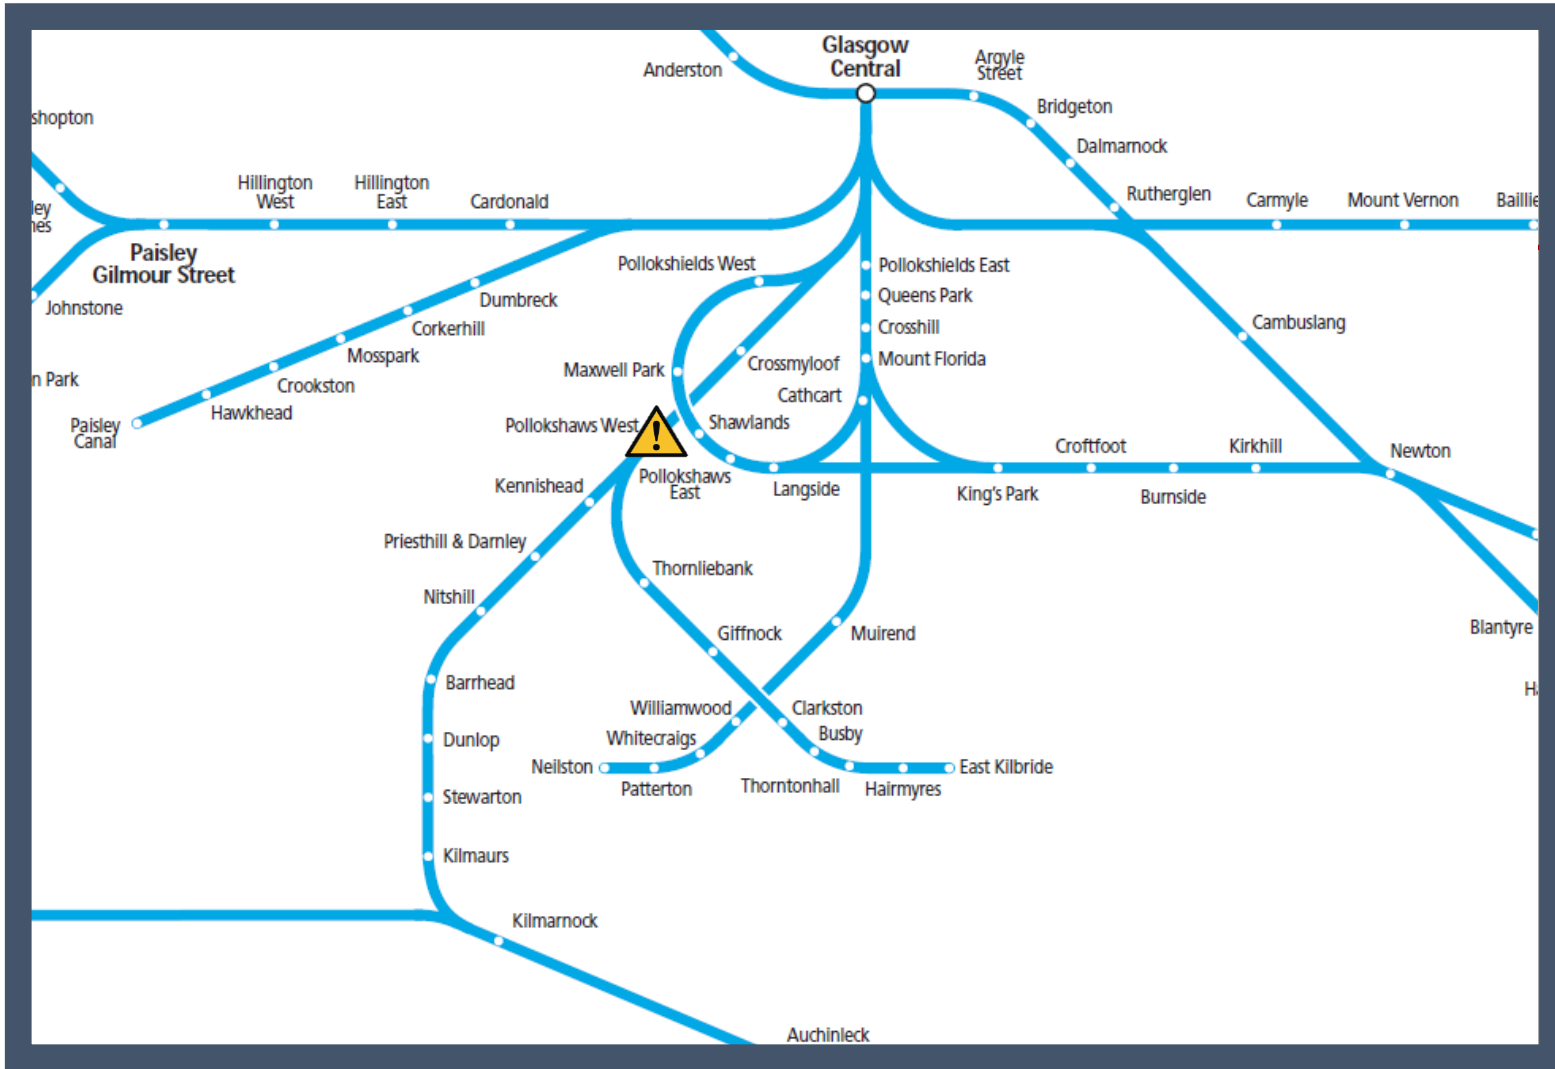 Glasgow
Central
Anderston
Argyle
Street
Bridgeton
shopton
Dalmarnock
Hillington
West
Hillington
East
Cardonald
Rutherglen
Carmyle
Mount Vernon
Baillie
ley
nes
Paisley
Gilmour Street
Pollokshields West
Pollokshields East
Queens Park
Johnstone
Dumbreck
Corkerhill
Crosshill
Cambuslang
Mosspark
Crossmyloof
Mount Florida
Maxwell Park
n Park
Crookston
Cathcart
Hawkhead
Paisley
Canal
Pollokshaws West
!
Shawlands
Croftfoot
Kirkhill
Newton
Kennishead
Pollokshaws
East
Langside
King's Park
Burnside
Priesthill & Darnley
Thornliebank
Nitshill
Giffnock
Muirend
Blantyre
Barrhead
Ha
Williamwood
Clarkston
Dunlop
Whitecraigs
Busby
Neilston
East Kilbride
Patterton
Thorntonhall
Hairmyres
Stewarton
Kilmaurs
Kilmarnock
Auchinleck